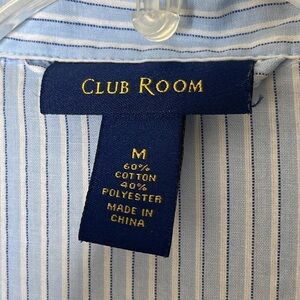 CLUB ROOM
M
60%
COTTON
40%
POLYESTER
MADE IN
CHINA